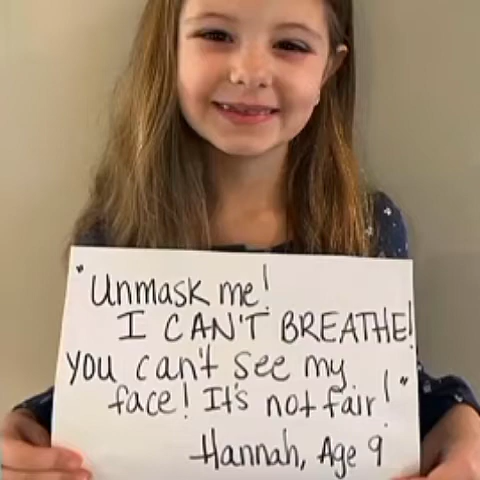 "Unmask me!
I CAN'T BREATHE!
you can't see my
face! It's not fair!"
-Hannah, Age 9